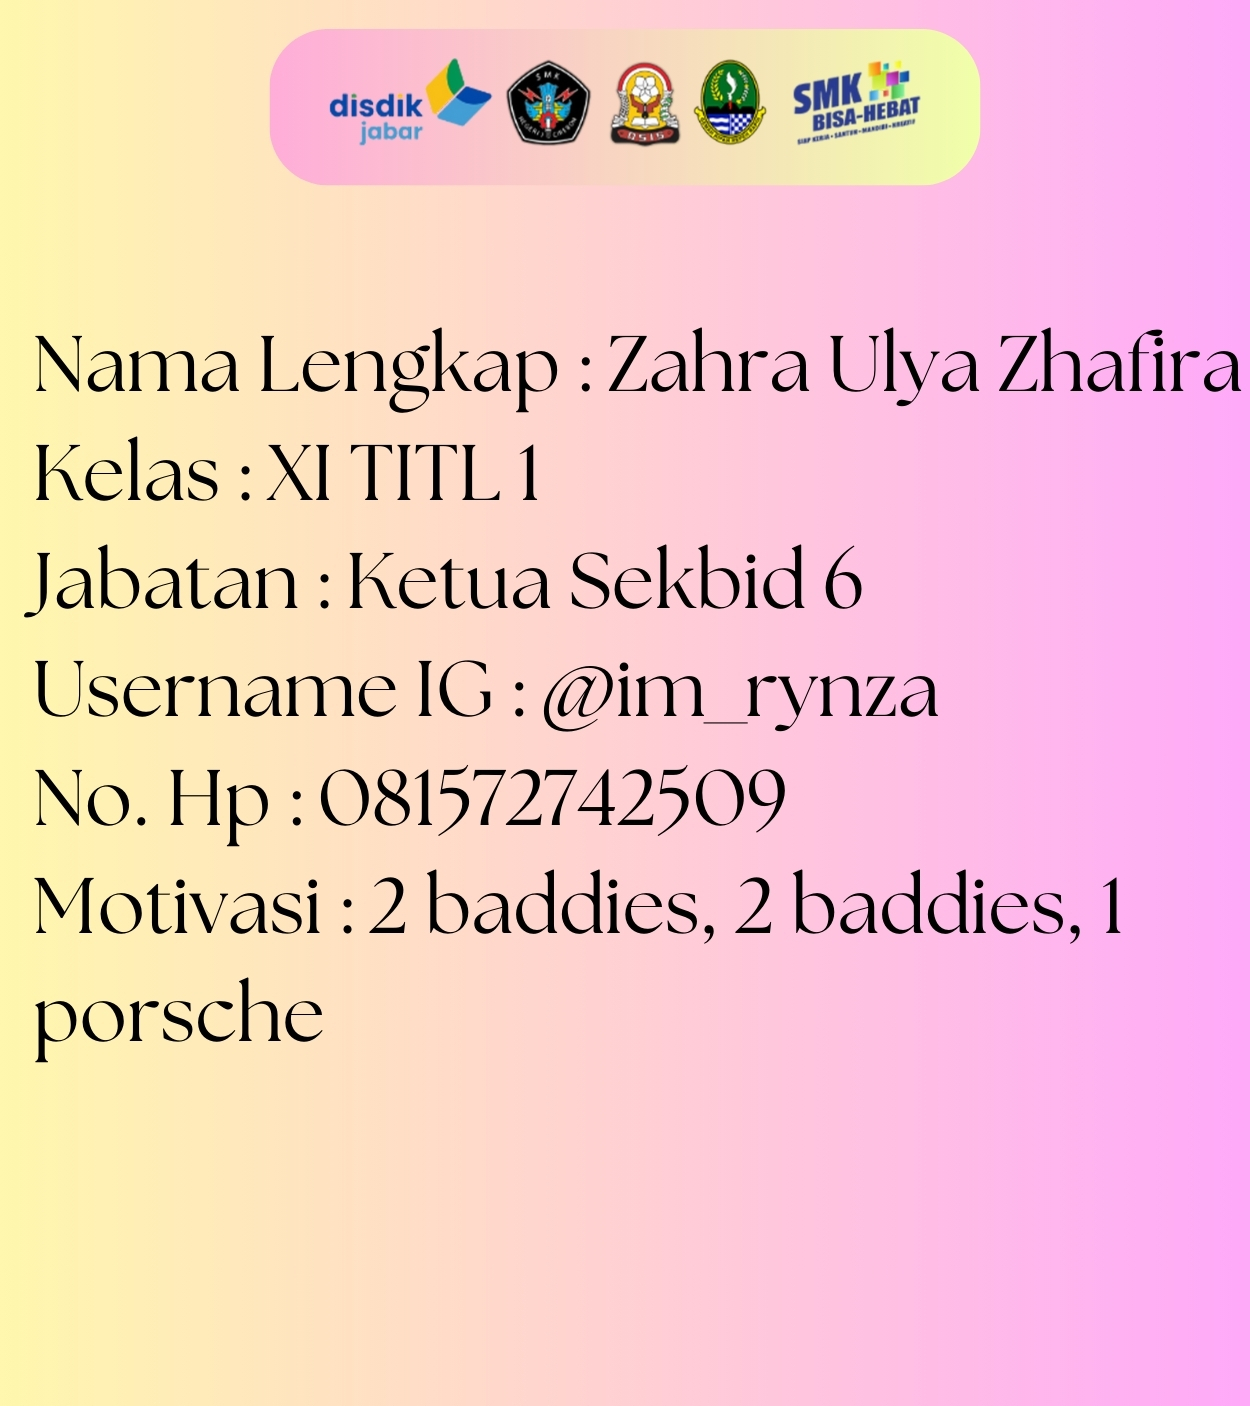 disdik
jabar
SMK
OSIS
SMK
BISA-HEBAT
SIAP KERJA • SANTUN • MANDIRI • KREATIF
Nama Lengkap : Zahra Ulya Zhafira
Kelas : XI TITL 1
Jabatan : Ketua Sekbid 6
Username IG : @im_rynza
No. Hp : 081572742509
Motivasi : 2 baddies, 2 baddies, 1
porsche